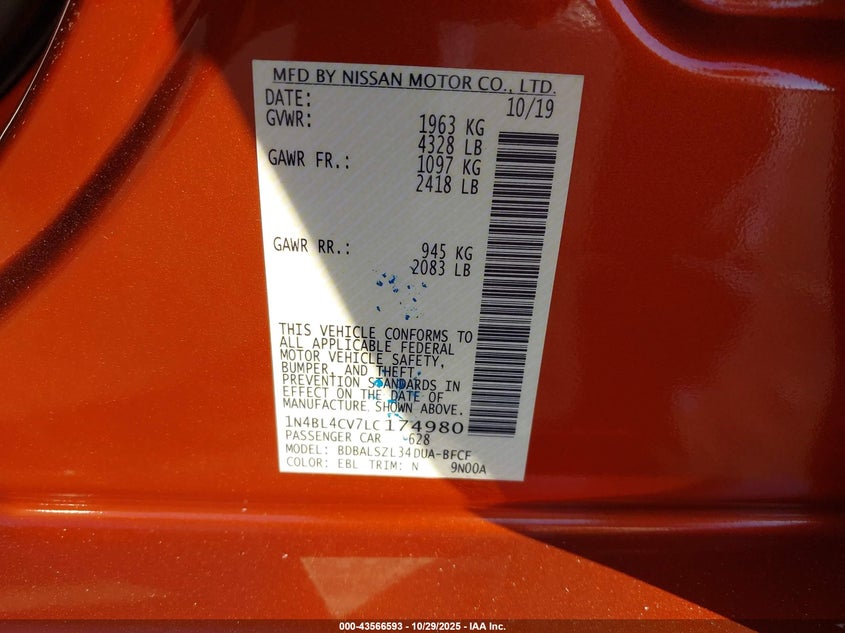 MFD BY NISSAN MOTOR CO., LTD.
DATE: 10/19
GVWR: 1963 KG
4328 LB
GAWR FR.: 1097 KG
2418 LB
GAWR RR.: 945 KG
2083 LB
THIS VEHICLE CONFORMS TO
ALL APPLICABLE FEDERAL
MOTOR VEHICLE SAFETY,
BUMPER, AND THEFT
PREVENTION STANDARDS IN
EFFECT ON THE DATE OF
MANUFACTURE SHOWN ABOVE.
1N4BL4CV7LC174980
PASSENGER CAR -628
MODEL: BDBALSZL34DUA-BFCF
COLOR: EBL TRIM: N 9N00A
000-43566593 / 10/29/2025 - IAA Inc.